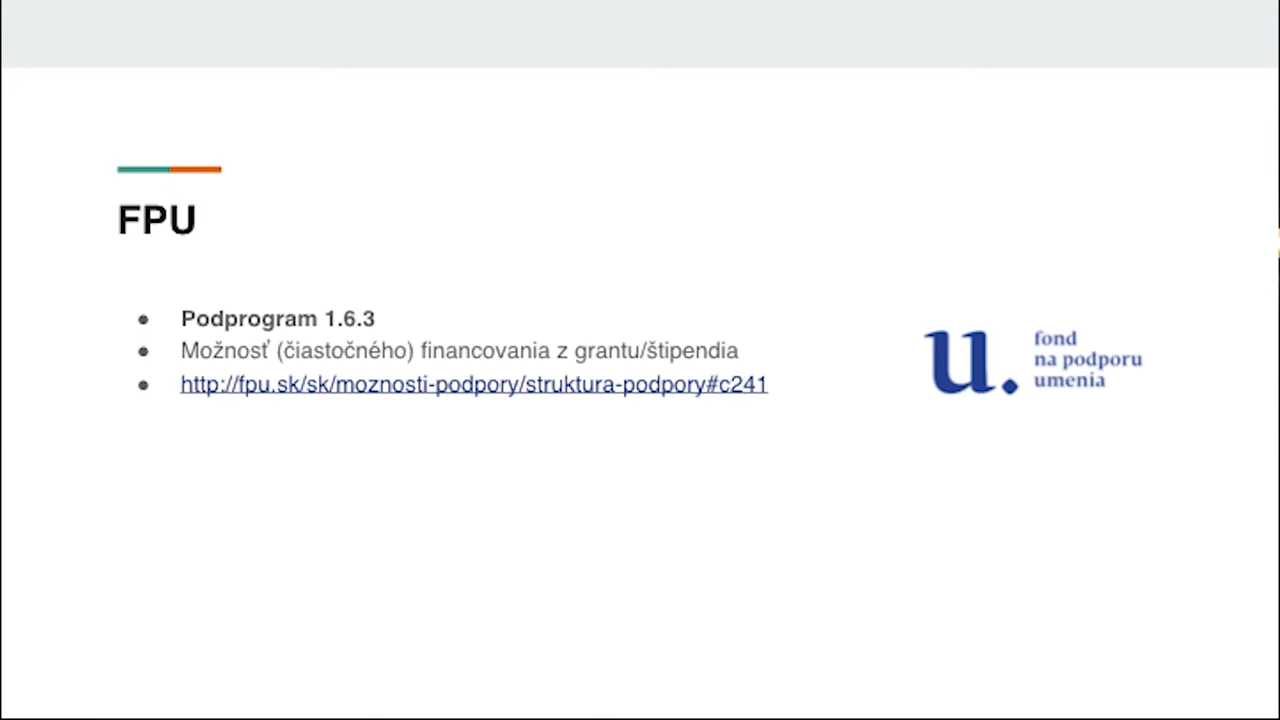 FPU
● Podprogram 1.6.3
● Možnosť (čiastočného) financovania z grantu/štipendia
● http://fpu.sk/sk/moznosti-podpory/struktura-podpory#c241
u.
fond
na podporu
umenia